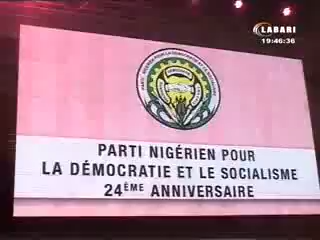 LABARI
19:46:36
PARTI NIGÉRIEN POUR
LA DÉMOCRATIE ET LE SOCIALISME
24ÈME ANNIVERSAIRE